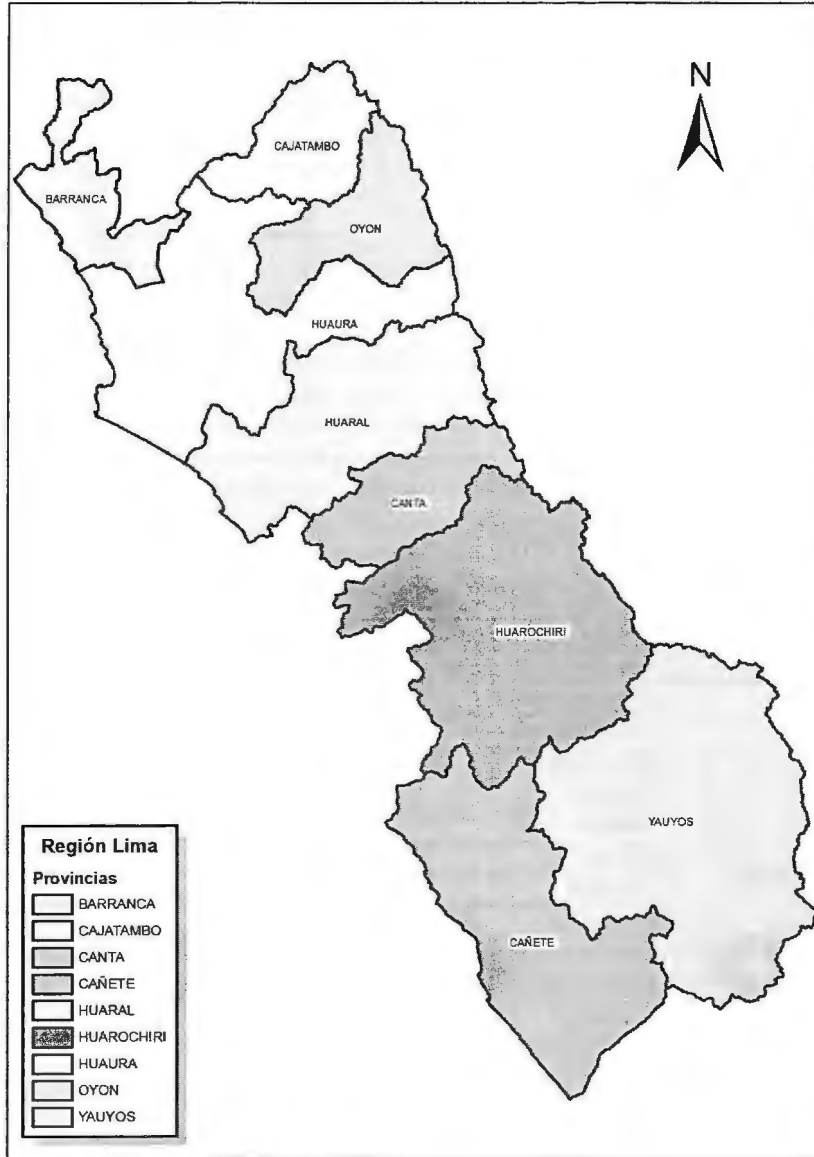 N
CAJATAMBO
BARRANCA
OYON
HUAURA
HUARAL
CANTA
HUAROCHIRI
YAUYOS
CAÑETE
Región Lima
Provincias
BARRANCA
CAJATAMBO
CANTA
CAÑETE
HUARAL
HUAROCHIRI
HUAURA
OYON
YAUYOS